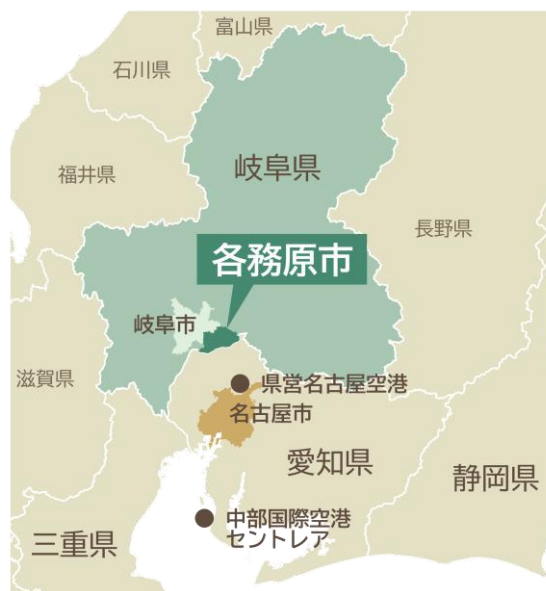 富山県
石川県
福井県
岐阜県
長野県
各務原市
岐阜市
滋賀県
県営名古屋空港
名古屋市
愛知県
静岡県
中部国際空港
セントレア
三重県